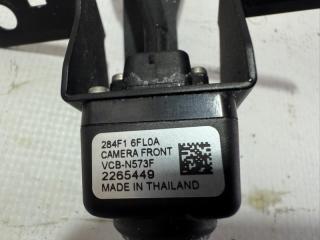 284F1 6FL0A
CAMERA FRONT
VCB-N573F
2265449
MADE IN THAILAND